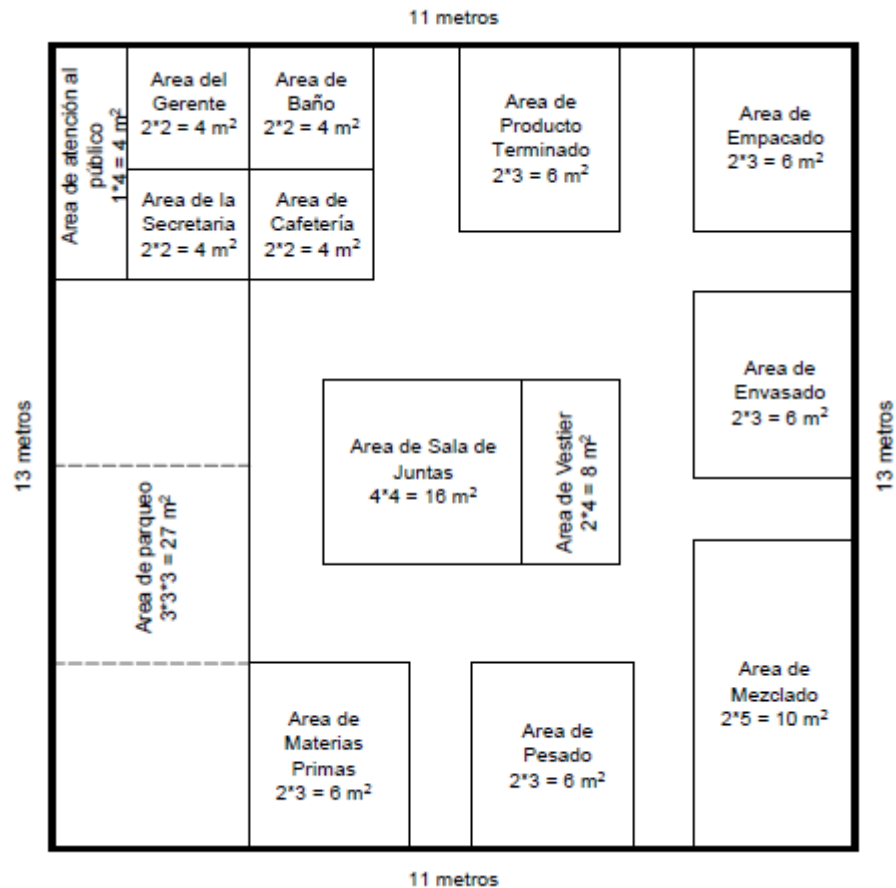 11 metros
Area de atención al
público
1*4 = 4 m²
Area del
Gerente
2*2 = 4 m²
Area de
Baño
2*2 = 4 m²
Area de
Producto
Terminado
2*3 = 6 m²
Area de
Empacado
2*3 = 6 m²
Area de la
Secretaria
2*2 = 4 m²
Area de
Cafetería
2*2 = 4 m²
Area de
Envasado
2*3 = 6 m²
13 metros
Area de Sala de
Juntas
4*4 = 16 m²
Area de Vestier
2*4 = 8 m²
13 metros
Area de parqueo
3*3*3 = 27 m²
Area de
Materias
Primas
2*3 = 6 m²
Area de
Pesado
2*3 = 6 m²
Area de
Mezclado
2*5 = 10 m²
11 metros